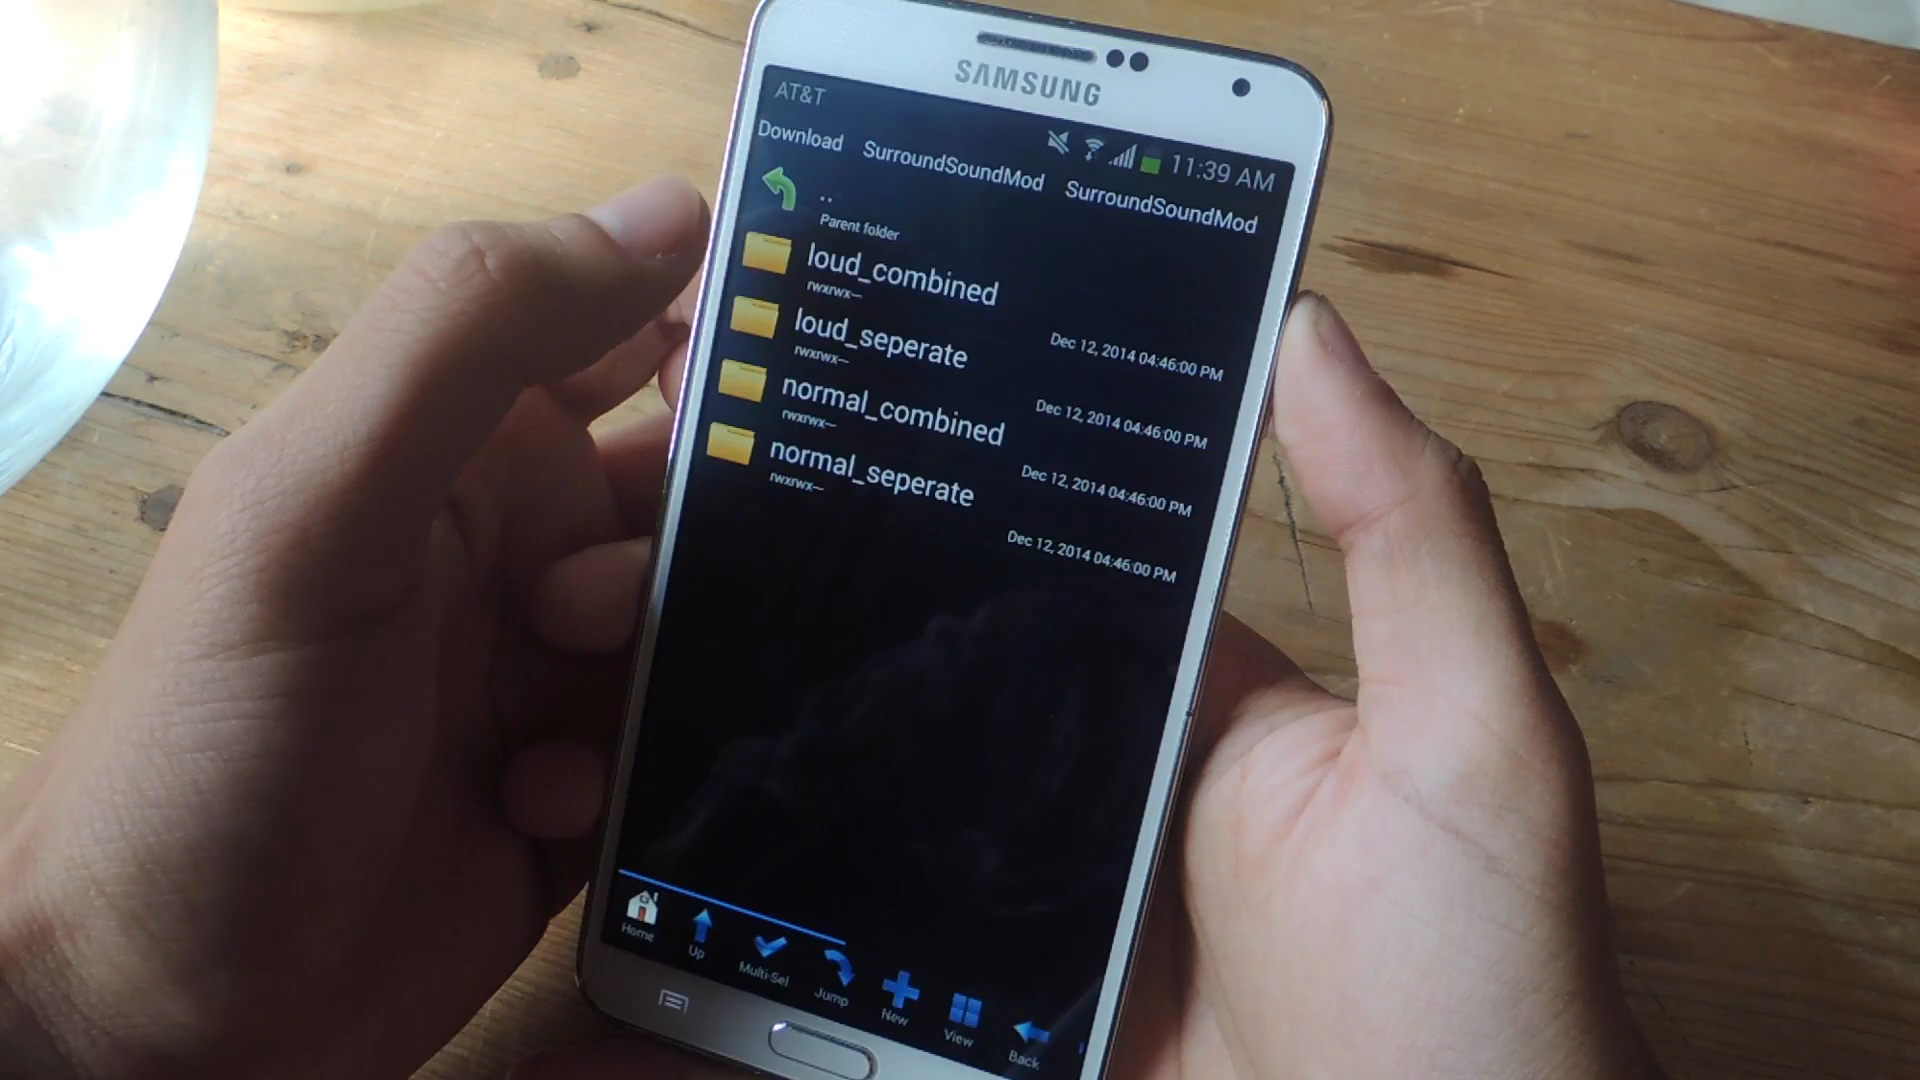 SAMSUNG
AT&T
11:39 AM
Download SurroundSoundMod SurroundSoundMod
..
Parent folder
loud_combined
rwxrwx---
Dec 12, 2014 04:46:00 PM
loud_seperate
rwxrwx---
Dec 12, 2014 04:46:00 PM
normal_combined
rwxrwx---
Dec 12, 2014 04:46:00 PM
normal_seperate
rwxrwx---
Dec 12, 2014 04:46:00 PM
Home Up Multi-Sel Jump New View Back